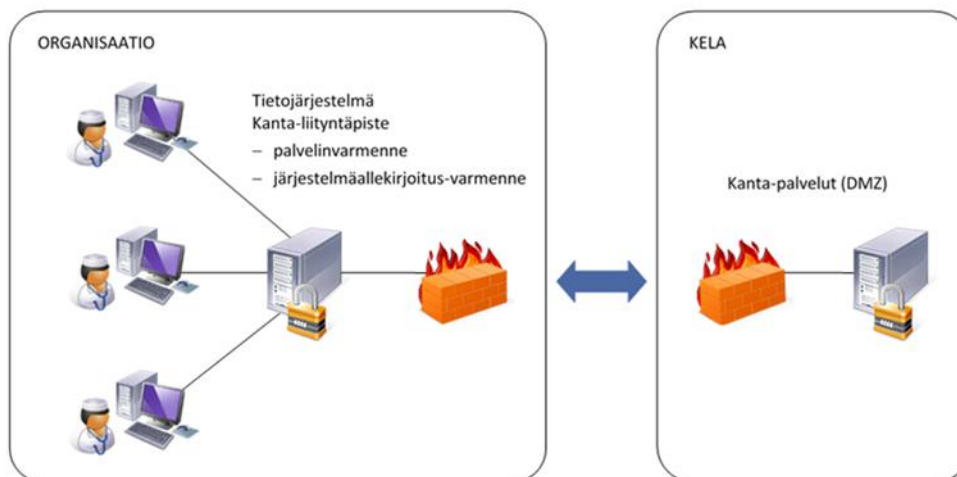 ORGANISAATIO
Tietojärjestelmä
Kanta-liityntäpiste
– palvelinvarmenne
– järjestelmäallekirjoitus-varmenne
KELA
Kanta-palvelut (DMZ)